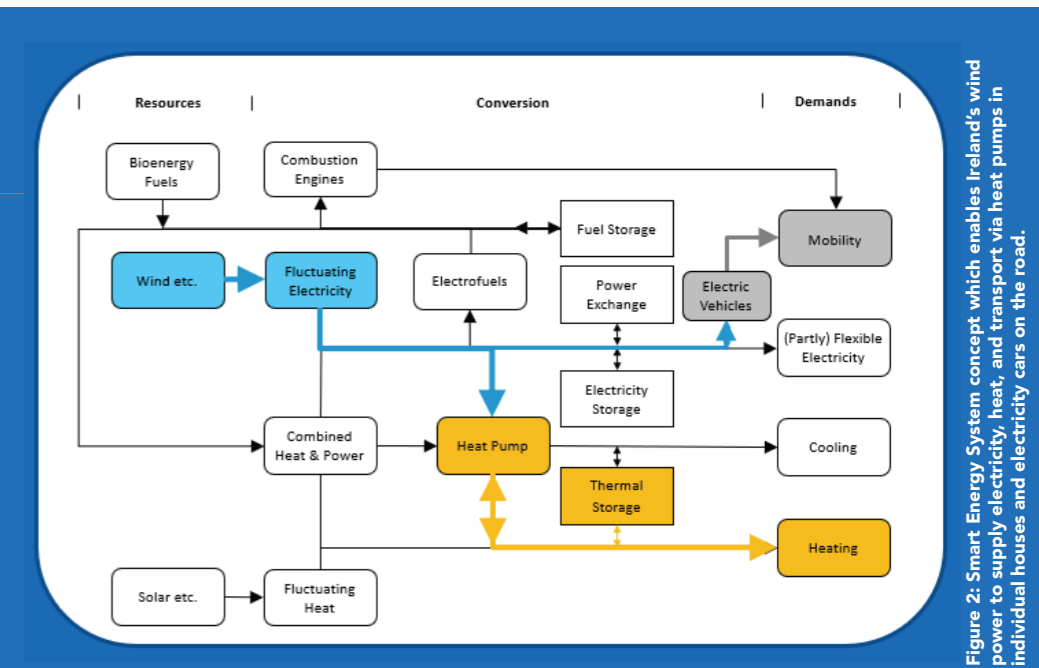 Resources
Conversion
Demands
Bioenergy
Fuels
Combustion
Engines
Fuel Storage
Mobility
Wind etc.
Fluctuating
Electricity
Electrofuels
Power
Exchange
Electric
Vehicles
(Partly) Flexible
Electricity
Electricity
Storage
Combined
Heat & Power
Heat Pump
Cooling
Thermal
Storage
Heating
Solar etc.
Fluctuating
Heat
Figure 2: Smart Energy System concept which enables Ireland's wind
power to supply electricity, heat, and transport via heat pumps in
individual houses and electricity cars on the road.